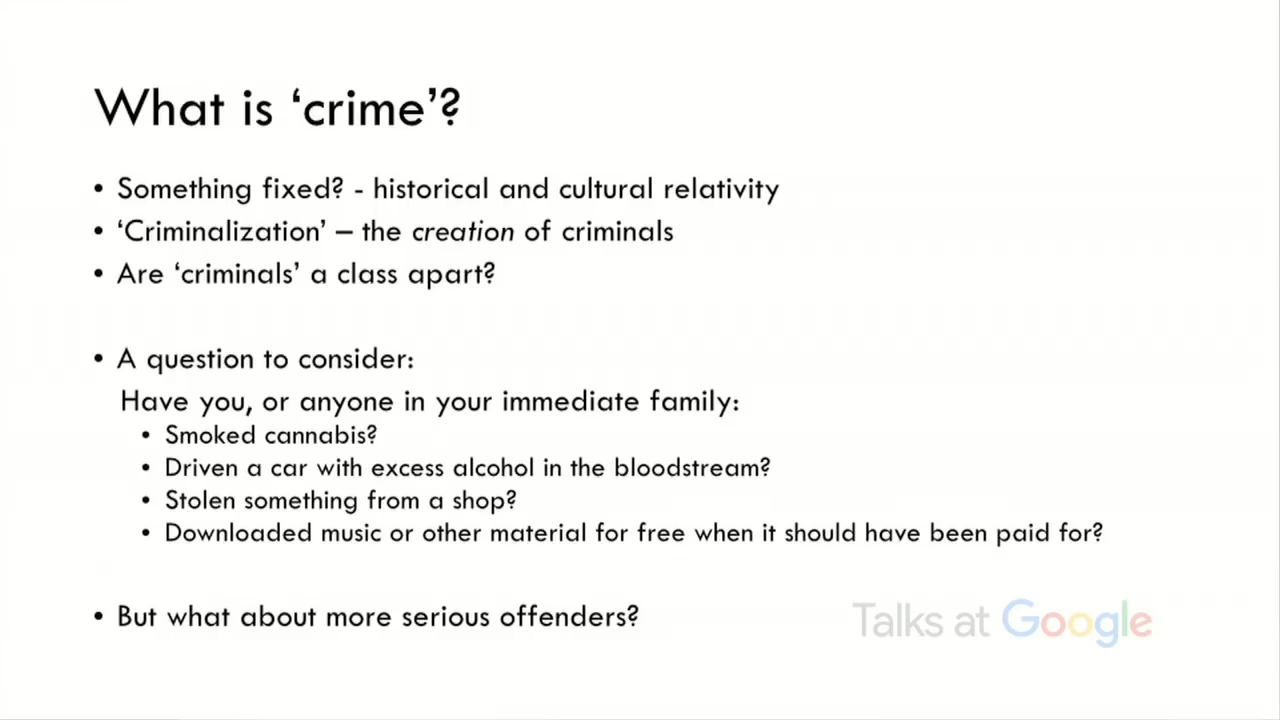 What is ‘crime’?
• Something fixed? - historical and cultural relativity
• ‘Criminalization’ – the creation of criminals
• Are ‘criminals’ a class apart?
• A question to consider:
Have you, or anyone in your immediate family:
• Smoked cannabis?
• Driven a car with excess alcohol in the bloodstream?
• Stolen something from a shop?
• Downloaded music or other material for free when it should have been paid for?
• But what about more serious offenders?
Talks at Google